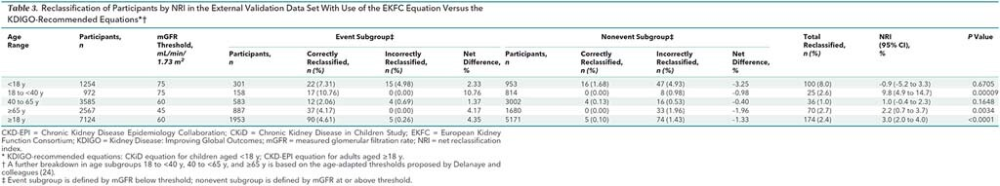 Table 3. Reclassification of Participants by NRI in the External Validation Data Set With Use of the EKFC Equation Versus the
KDIGO-Recommended Equations*†
Age Range | Participants, n | mGFR Threshold, mL/min/1.73 m² | Event Subgroup‡ | Nonevent Subgroup‡ | Total Reclassified, n (%) | NRI (95% CI), % | P Value
Participants, n | Correctly Reclassified, n (%) | Incorrectly Reclassified, n (%) | Net Difference, % | Participants, n | Correctly Reclassified, n (%) | Incorrectly Reclassified, n (%) | Net Difference, %
<18 y 1254 75 301 22 (7.31) 15 (4.98) 2.33 953 16 (1.68) 47 (4.93) -3.25 100 (8.0) -0.9 (-5.2 to 3.3) 0.6705
18 to <40 y 972 75 158 17 (10.76) 0 (0.00) 10.76 814 0 (0.00) 8 (0.98) -0.98 25 (2.6) 9.8 (4.9 to 14.7) 0.00009
40 to 65 y 3585 60 583 12 (2.06) 4 (0.69) 1.37 3002 4 (0.13) 16 (0.53) -0.40 36 (1.0) 1.0 (-0.4 to 2.3) 0.1648
≥65 y 2567 45 887 37 (4.17) 0 (0.00) 4.17 1680 0 (0.00) 33 (1.96) -1.96 70 (2.7) 2.2 (0.7 to 3.7) 0.0034
≥18 y 7124 60 1953 90 (4.61) 5 (0.26) 4.35 5171 5 (0.10) 74 (1.43) -1.33 174 (2.4) 3.0 (2.0 to 4.0) <0.0001
CKD-EPI = Chronic Kidney Disease Epidemiology Collaboration; CKiD = Chronic Kidney Disease in Children Study; EKFC = European Kidney
Function Consortium; KDIGO = Kidney Disease: Improving Global Outcomes; mGFR = measured glomerular filtration rate; NRI = net reclassification
index.
* KDIGO-recommended equations: CKiD equation for children aged <18 y; CKD-EPI equation for adults aged ≥18 y.
† A further breakdown in age subgroups 18 to <40 y, 40 to <65 y, and ≥65 y is based on the age-adapted thresholds proposed by Delanaye and
colleagues (24).
‡ Event subgroup is defined by mGFR below threshold; nonevent subgroup is defined by mGFR at or above threshold.